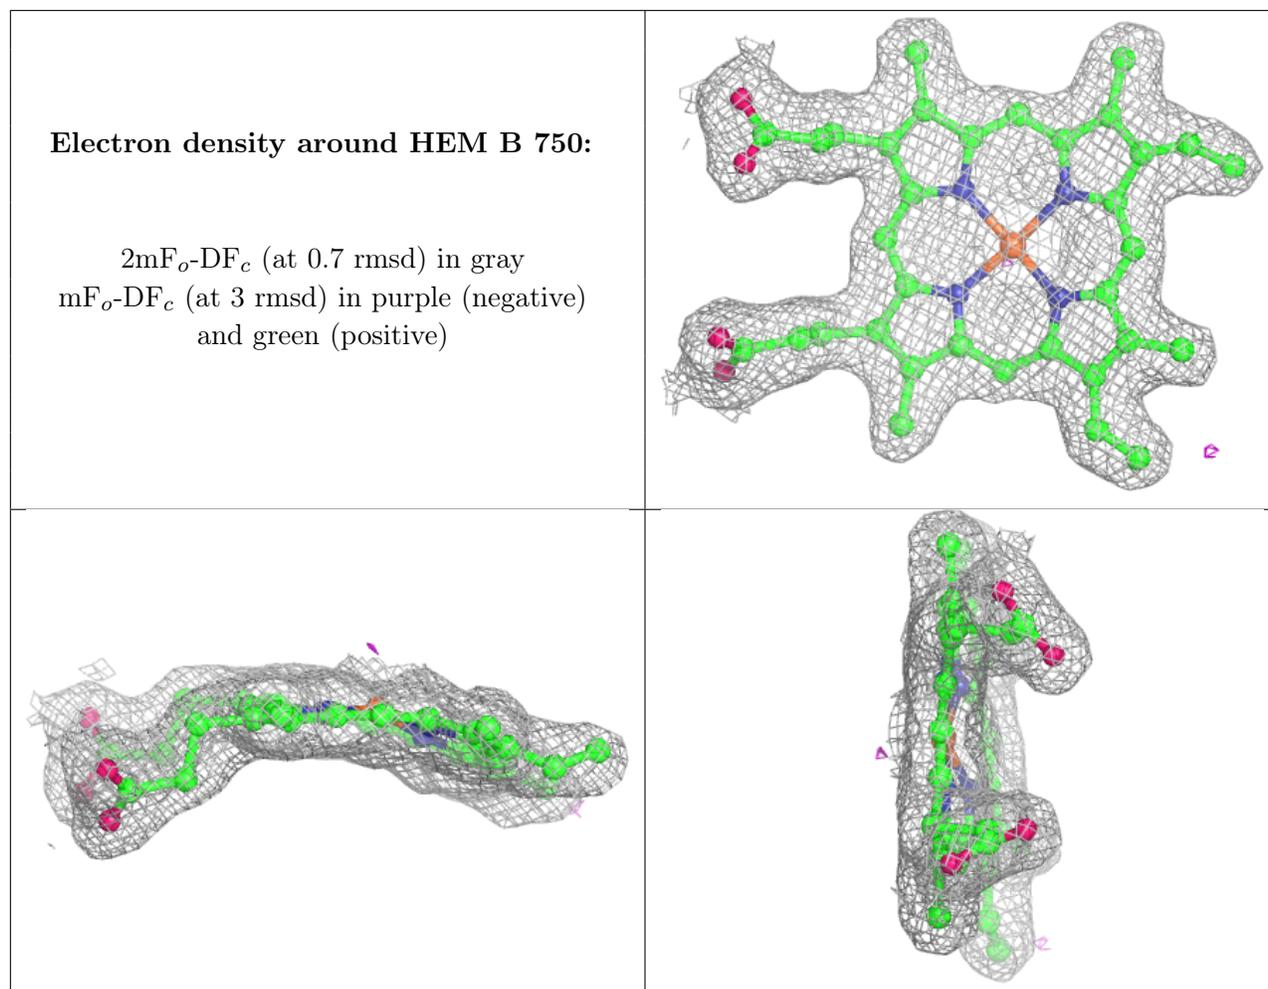 Electron density around HEM B 750:
2mFo-DFc (at 0.7 rmsd) in gray
mFo-DFc (at 3 rmsd) in purple (negative)
and green (positive)